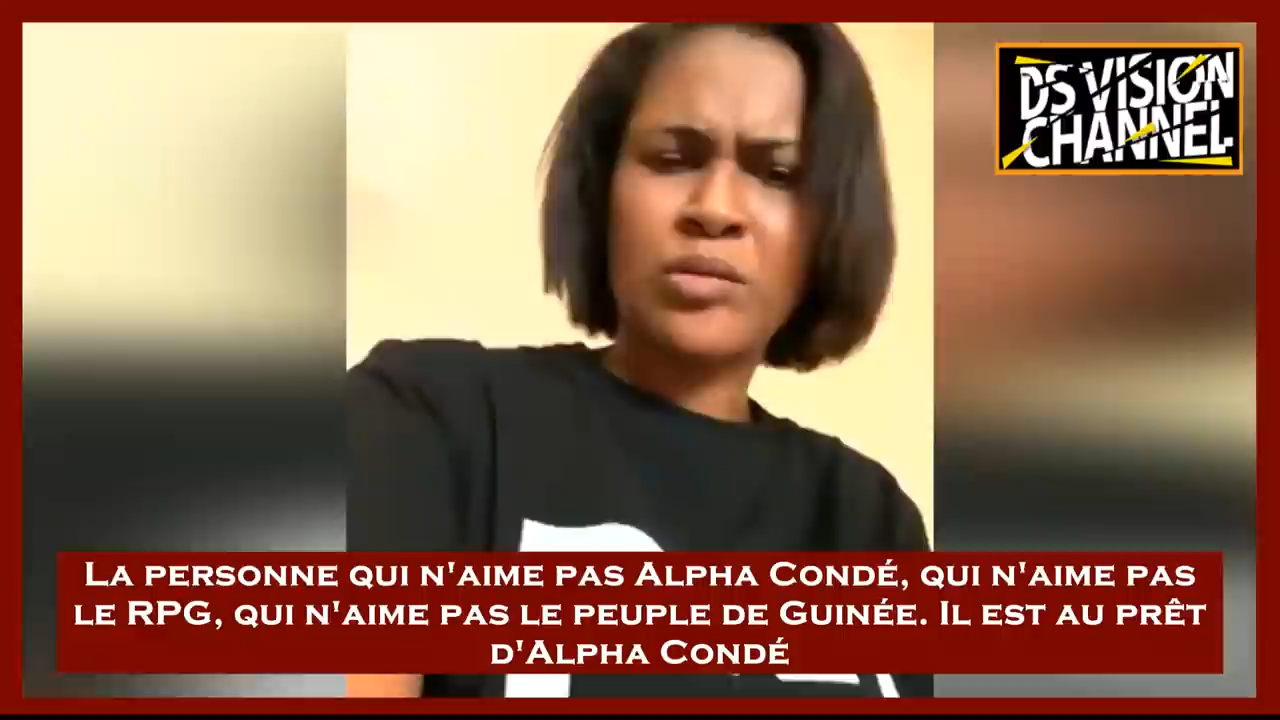 DS VISION
CHANNEL
La personne qui n'aime pas Alpha Condé, qui n'aime pas
le RPG, qui n'aime pas le peuple de Guinée. Il est au prêt
d'Alpha Condé